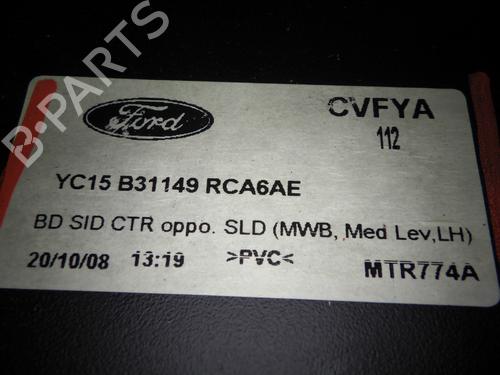 Ford
CVFYA
112
YC15 B31149 RCA6AE
BD SID CTR oppo. SLD (MWB, Med Lev,LH)
20/10/08 13:19 >PVC< MTR774A